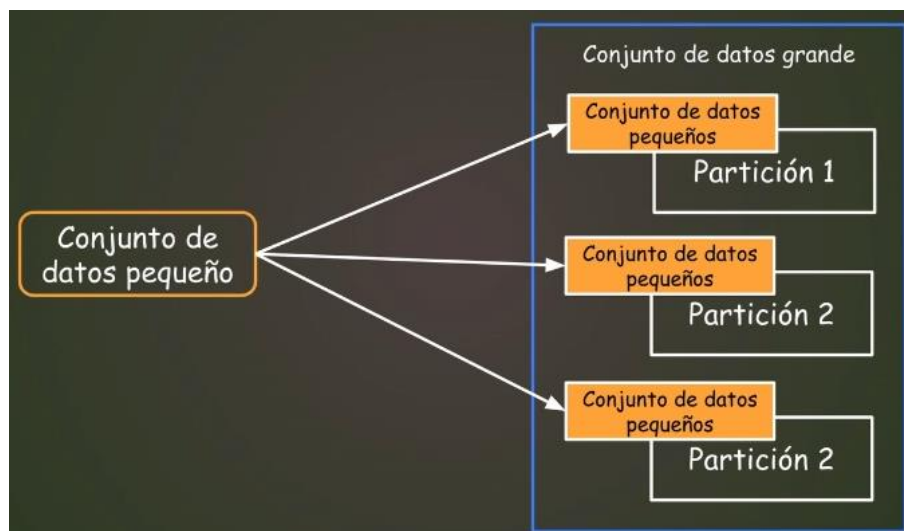 Conjunto de datos grande
Conjunto de datos
pequeños
Partición 1
Conjunto de
datos pequeño
Conjunto de datos
pequeños
Partición 2
Conjunto de datos
pequeños
Partición 2